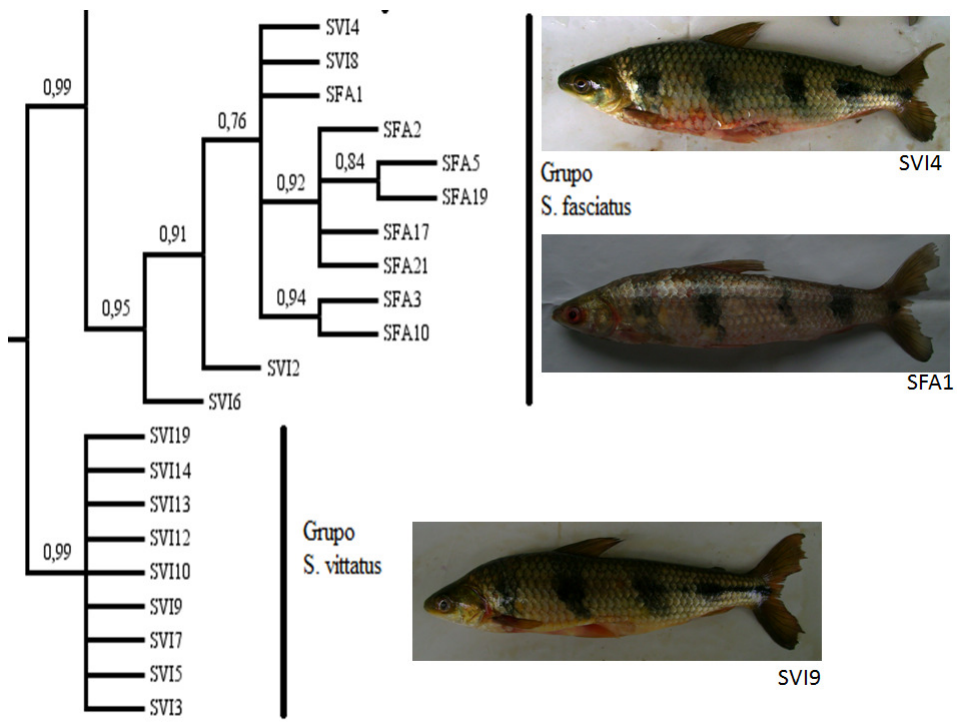 SVI4
SVI8
0,99
SFA1
0,76
SFA2
0,84
SFA5
SVI4
Grupo
S. fasciatus
0,92
SFA19
0,91
SFA17
SFA21
0,95
0,94
SFA3
SFA10
SVI2
SFA1
SVI6
SVI19
SVI14
SVI13
Grupo
S. vittatus
SVI12
0,99
SVI10
SVI9
SVI7
SVI5
SVI9
SVI3